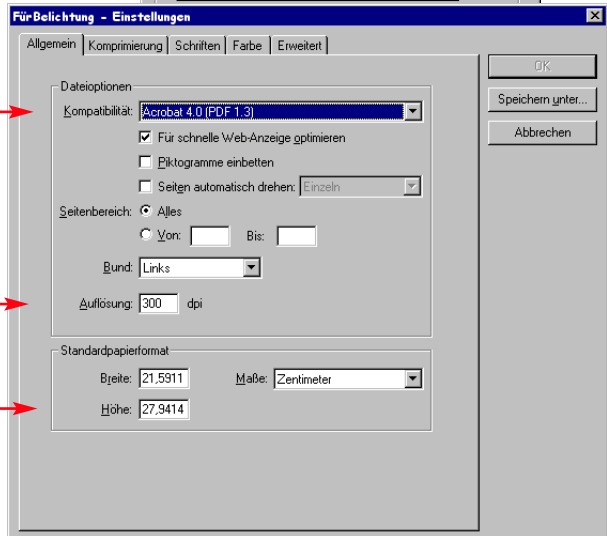 Für Belichtung - Einstellungen
Allgemein Komprimierung Schriften Farbe Erweitert
OK
Speichern unter...
Abbrechen
Dateioptionen
Kompatibilität: Acrobat 4.0 (PDF 1.3)
Für schnelle Web-Anzeige optimieren
Piktogramme einbetten
Seiten automatisch drehen: Einzeln
Seitenbereich: Alles
Von: Bis:
Bund: Links
Auflösung: 300 dpi
Standardpapierformat
Breite: 21,5911 Maße: Zentimeter
Höhe: 27,9414